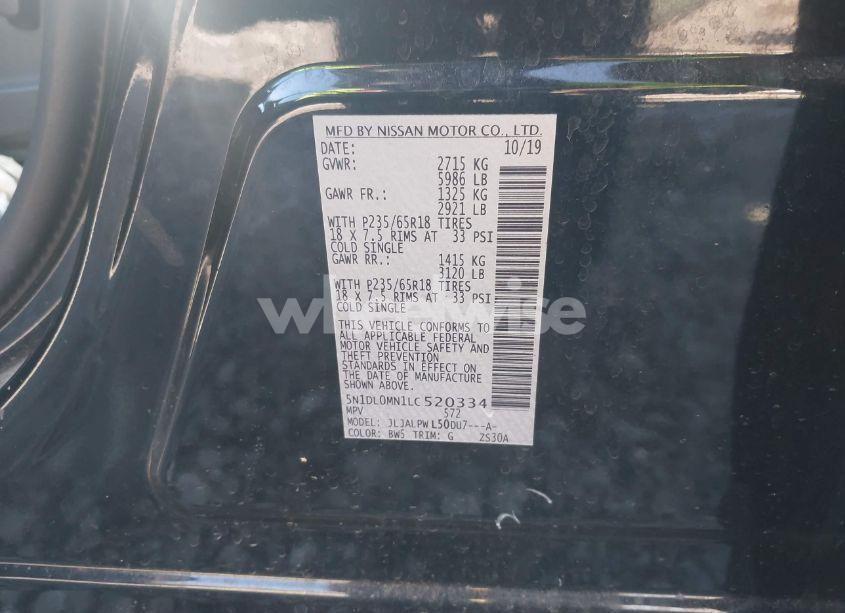 MFD BY NISSAN MOTOR CO., LTD.
DATE: 10/19
GVWR: 2715 KG
5986 LB
GAWR FR.: 1325 KG
2921 LB
WITH P235/65R18 TIRES
18 X 7.5 RIMS AT 33 PSI
COLD SINGLE
GAWR RR.: 1415 KG
3120 LB
WITH P235/65R18 TIRES
18 X 7.5 RIMS AT 33 PSI
COLD SINGLE
THIS VEHICLE CONFORMS TO
ALL APPLICABLE FEDERAL
MOTOR VEHICLE SAFETY AND
THEFT PREVENTION
STANDARDS IN EFFECT ON
THE DATE OF MANUFACTURE
SHOWN ABOVE.
5N1DL0MN1LC520334
MPV 572
MODEL: JLJALPWL50DU7---A-
COLOR: BW5 TRIM: G ZS30A